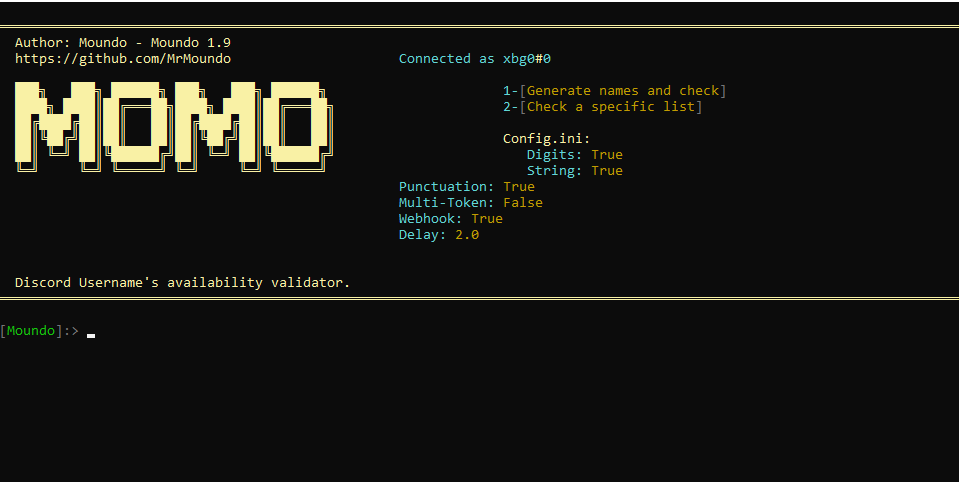 Author: Moundo - Moundo 1.9
https://github.com/MrMoundo
Connected as xbg0#0
MOMO
1-[Generate names and check]
2-[Check a specific list]
Config.ini:
Digits: True
String: True
Punctuation: True
Multi-Token: False
Webhook: True
Delay: 2.0
Discord Username's availability validator.
[Moundo]:>